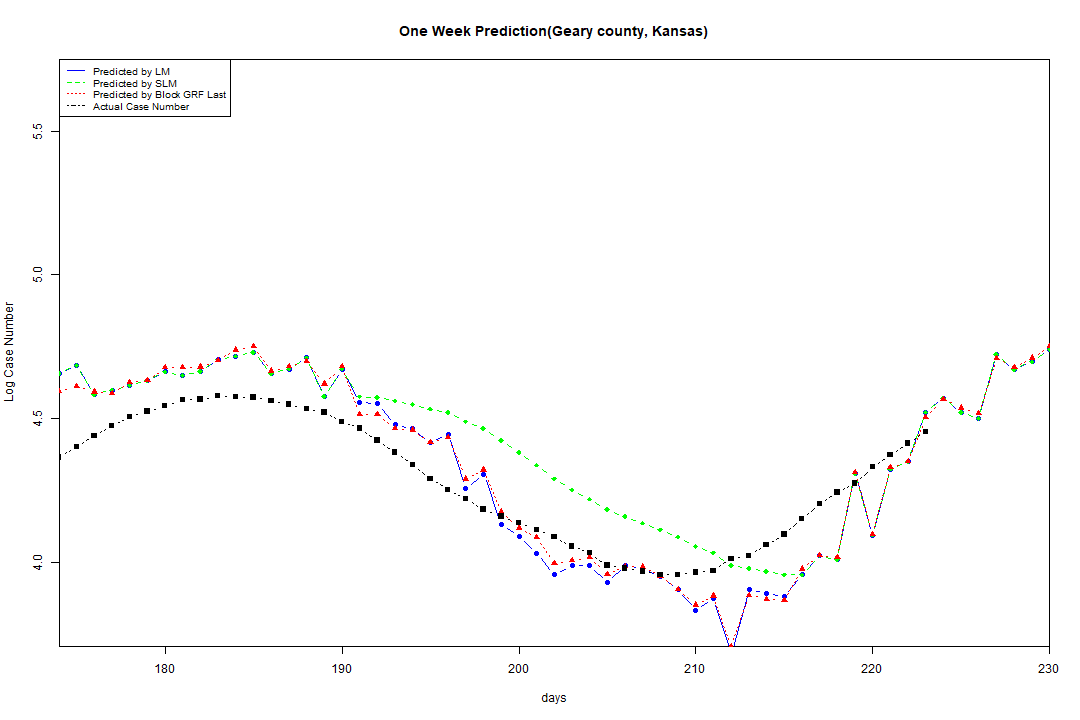 One Week Prediction(Geary county, Kansas)
Predicted by LM
Predicted by SLM
Predicted by Block GRF Last
Actual Case Number
Log Case Number
5.5
5.0
4.5
4.0
180 190 200 210 220 230
days